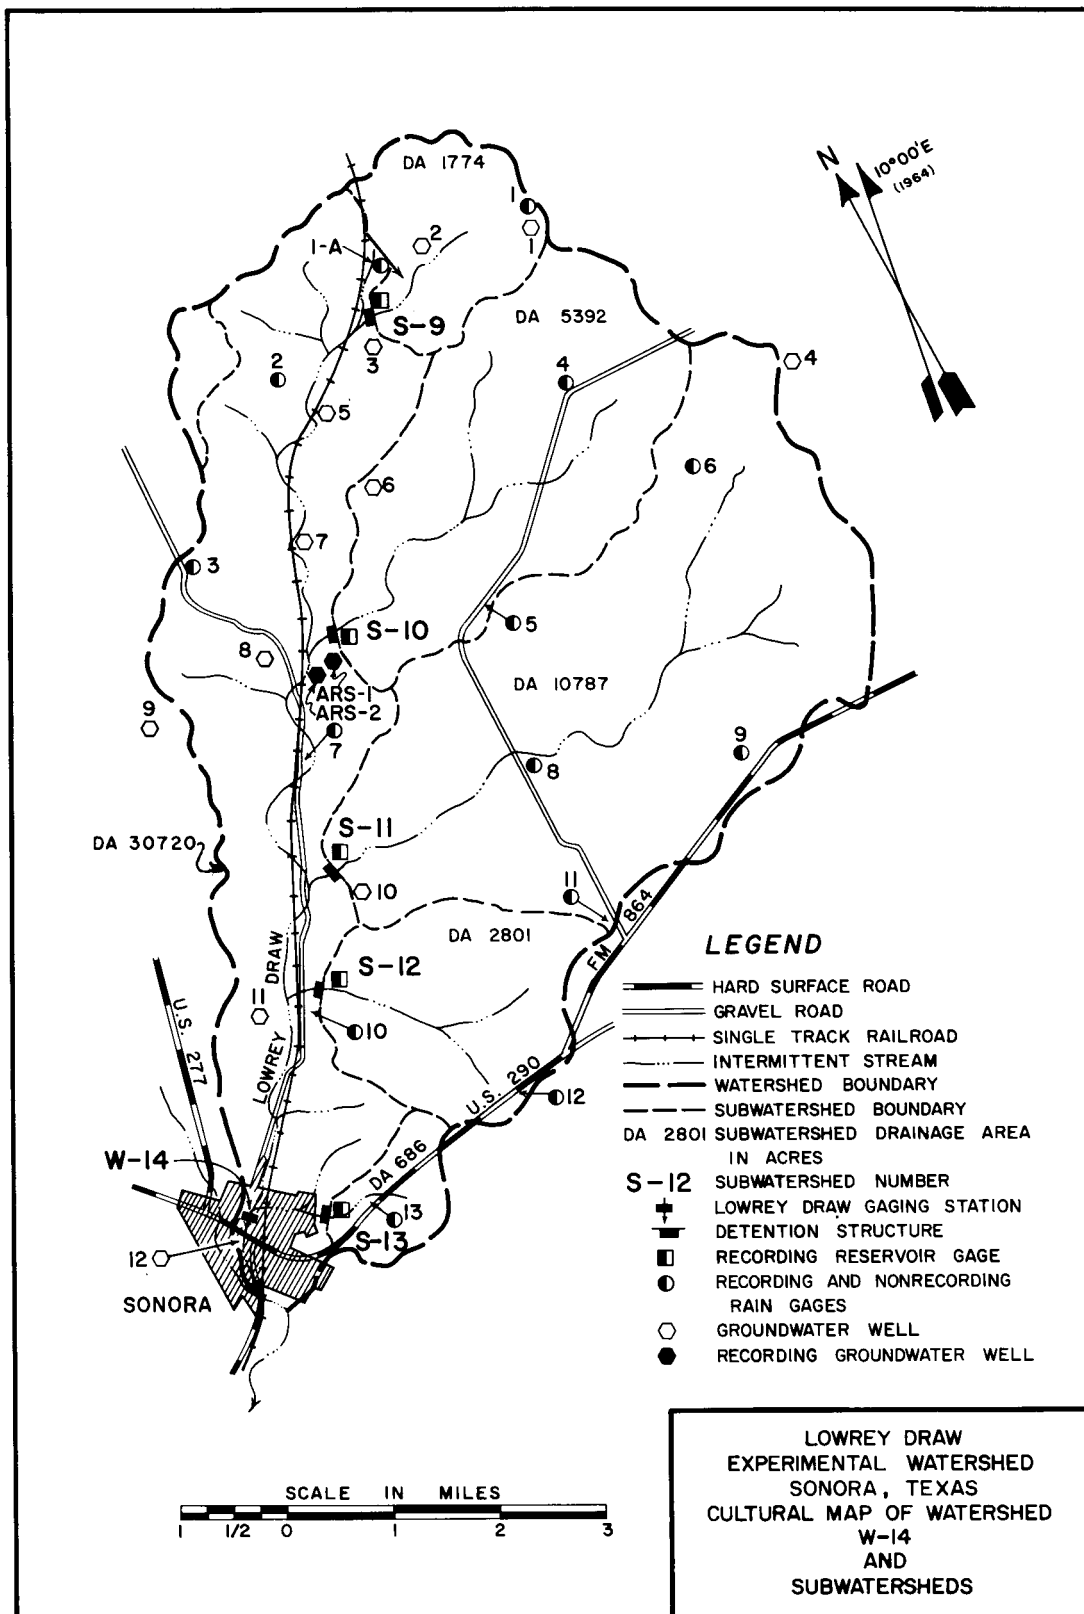 DA 1774
N
10°00'E
(1964)
1
2
1
1-A
DA 5392
S-9
3
4
2
4
5
6
6
7
3
S-10
5
8
ARS-1
ARS-2
DA 10787
9
7
9
8
S-11
DA 30720
10
11
FM 864
DA 2801
LEGEND
S-12
HARD SURFACE ROAD
GRAVEL ROAD
11
10
SINGLE TRACK RAILROAD
LOWREY DRAW
U.S. 277
INTERMITTENT STREAM
U.S. 290
12
WATERSHED BOUNDARY
SUBWATERSHED BOUNDARY
DA 2801 SUBWATERSHED DRAINAGE AREA
IN ACRES
W-14
DA 686
S-12 SUBWATERSHED NUMBER
LOWREY DRAW GAGING STATION
13
DETENTION STRUCTURE
S-13
12
RECORDING RESERVOIR GAGE
RECORDING AND NONRECORDING
RAIN GAGES
SONORA
GROUNDWATER WELL
RECORDING GROUNDWATER WELL
SCALE IN MILES
1 1/2 0 1 2 3
LOWREY DRAW
EXPERIMENTAL WATERSHED
SONORA, TEXAS
CULTURAL MAP OF WATERSHED
W-14
AND
SUBWATERSHEDS